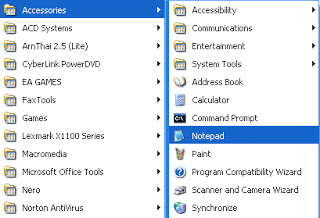 Accessories
ACD Systems
ArnThai 2.5 (Lite)
CyberLink PowerDVD
EA GAMES
FaxTools
Games
Lexmark X1100 Series
Macromedia
Microsoft Office Tools
Nero
Norton AntiVirus
Accessibility
Communications
Entertainment
System Tools
Address Book
Calculator
Command Prompt
Notepad
Paint
Program Compatibility Wizard
Scanner and Camera Wizard
Synchronize